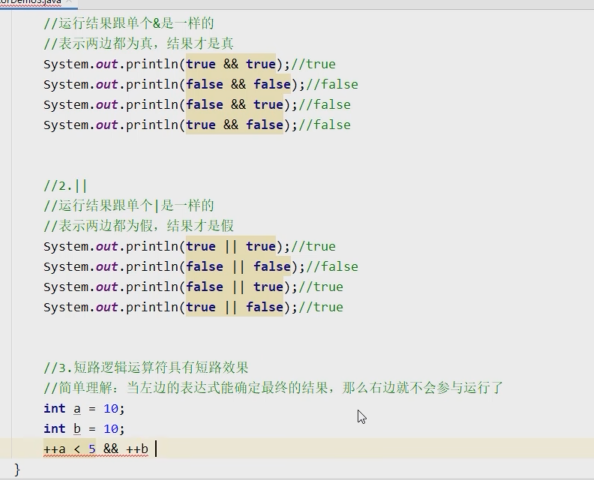 //运行结果跟单个&是一样的
//表示两边都为真，结果才是真
System.out.println(true && true);//true
System.out.println(false && false);//false
System.out.println(false && true);//false
System.out.println(true && false);//false
//2.||
//运行结果跟单个|是一样的
//表示两边都为假，结果才是假
System.out.println(true || true);//true
System.out.println(false || false);//false
System.out.println(false || true);//true
System.out.println(true || false);//true
//3.短路逻辑运算符具有短路效果
//简单理解：当左边的表达式能确定最终的结果，那么右边就不会参与运行了
int a = 10;
int b = 10;
++a < 5 && ++b
}